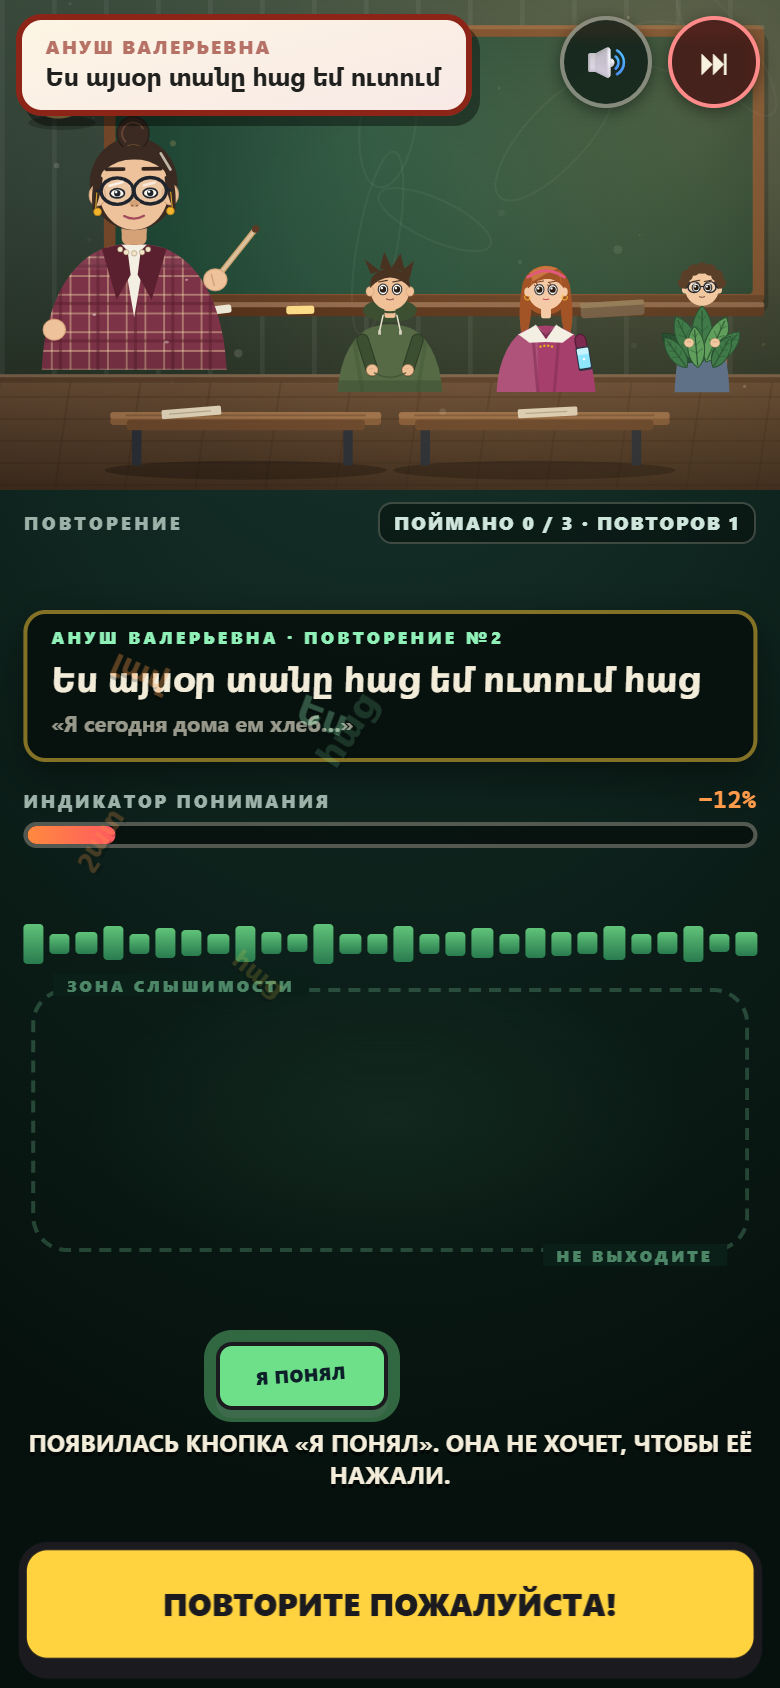 АНУШ ВАЛЕРЬЕВНА
Ես այսօր տանը հաց եմ ուտում
ПОВТОРЕНИЕ
ПОЙМАНО 0 / 3 · ПОВТОРОВ 1
АНУШ ВАЛЕРЬЕВНА · ПОВТОРЕНИЕ №2
Ես այսօր տանը հաց եմ ուտում հաց
«Я сегодня дома ем хлеб…»
հաց
ИНДИКАТОР ПОНИМАНИЯ
−12%
հաց
ЗОНА СЛЫШИМОСТИ
НЕ ВЫХОДИТЕ
Я ПОНЯЛ
ПОЯВИЛАСЬ КНОПКА «Я ПОНЯЛ». ОНА НЕ ХОЧЕТ, ЧТОБЫ ЕЁ
НАЖАЛИ.
ПОВТОРИТЕ ПОЖАЛУЙСТА!